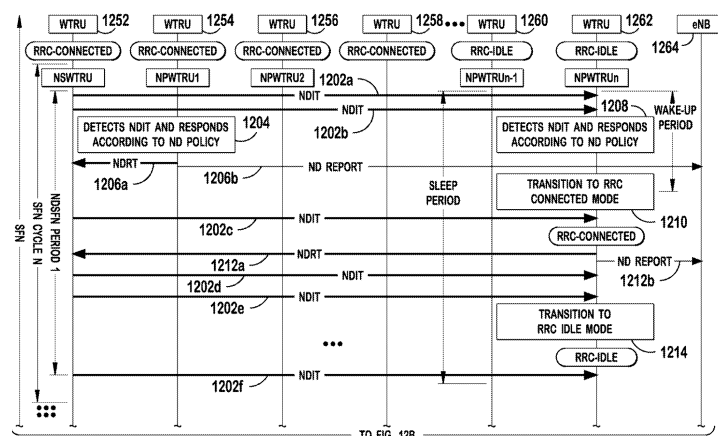 WTRU 1252 WTRU 1254 WTRU 1256 WTRU 1258 ••• WTRU 1260 WTRU 1262 eNB
RRC-CONNECTED RRC-CONNECTED RRC-CONNECTED RRC-CONNECTED RRC-IDLE RRC-IDLE 1264
NSWTRU NPWTRU1 NPWTRU2 1202a NPWTRUn-1 NPWTRUn
NDIT
NDIT 1202b
1204 1208 WAKE-UP PERIOD
DETECTS NDIT AND RESPONDS ACCORDING TO ND POLICY
DETECTS NDIT AND RESPONDS ACCORDING TO ND POLICY
NDRT 1206a
ND REPORT 1206b
SLEEP PERIOD
TRANSITION TO RRC CONNECTED MODE
1210
NDIT 1202c
RRC-CONNECTED
NDRT 1212a
ND REPORT 1212b
NDIT 1202d
NDIT 1202e
TRANSITION TO RRC IDLE MODE
1214
•••
RRC-IDLE
NDIT 1202f
SFN
SFN CYCLE N
NDSFN PERIOD 1
TO FIG. 12B